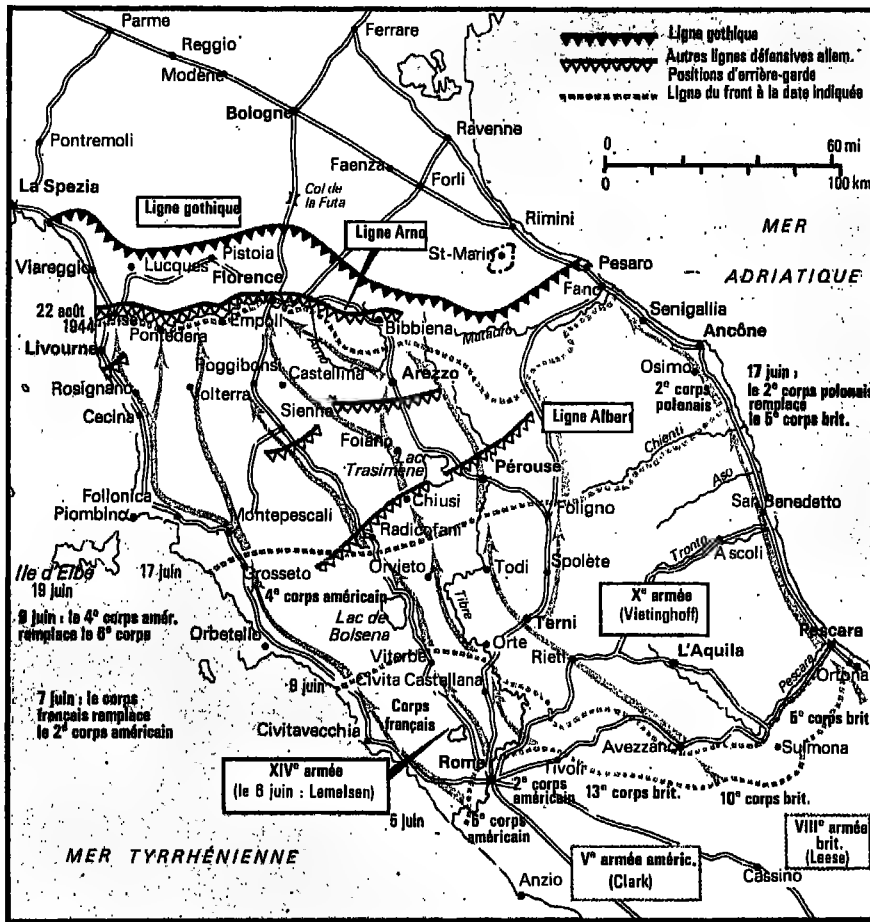 Parme
Reggio
Modène
Ferrare
Bologne
Pontremoli
Ravenne
Faenza
Forli
La Spezia
Col de
la Futa
Ligne gothique
Autres lignes défensives allem.
Positions d'arrière-garde
Ligne du front à la date indiquée
0 60 mi
0 100 km
Ligne gothique
Ligne Arno
Rimini
MER
ADRIATIQUE
St-Marin
Pistoia
Lucques
Florence
Viareggio
Pesaro
Fano
Senigallia
Ancône
22 août
1944
Pontedera
Empoli
Bibbiena
Livourne
Poggibonsi
Castellina
Arno
Arezzo
Osimo
2e corps
polonais
17 juin :
le 2e corps polonais
remplace
le 5e corps brit.
Rosignano
Volterra
Cecina
Sienne
Foiano
Ligne Albert
Lac
Trasimène
Chienti
Pérouse
Aso
Chiusi
San Benedetto
Follonica
Piombino
Montepescali
Radicofani
Foligno
Tronto
Ascoli
Ile d'Elbe
17 juin
19 juin
Grosseto
4e corps américain
Orvieto
Todi
Spolète
Tibre
Xe armée
(Vietinghoff)
9 juin : le 4e corps amér.
remplace le 6e corps
Lac de
Bolsena
Terni
Orbetello
Viterbe
Orte
Rieti
L'Aquila
Pescara
Pescara
Ortona
Civita Castellana
9 juin
7 juin : le corps
français remplace
le 2e corps américain
Corps
français
5e corps brit.
Civitavecchia
Avezzano
Sulmona
XIVe armée
(le 6 juin : Lemelsen)
Rome
Tivoli
2e corps
américain
13e corps brit.
10e corps brit.
5 juin
6e corps
américain
VIIIe armée
brit.
(Leese)
MER TYRRHÉNIENNE
Ve armée améric.
(Clark)
Cassino
Anzio